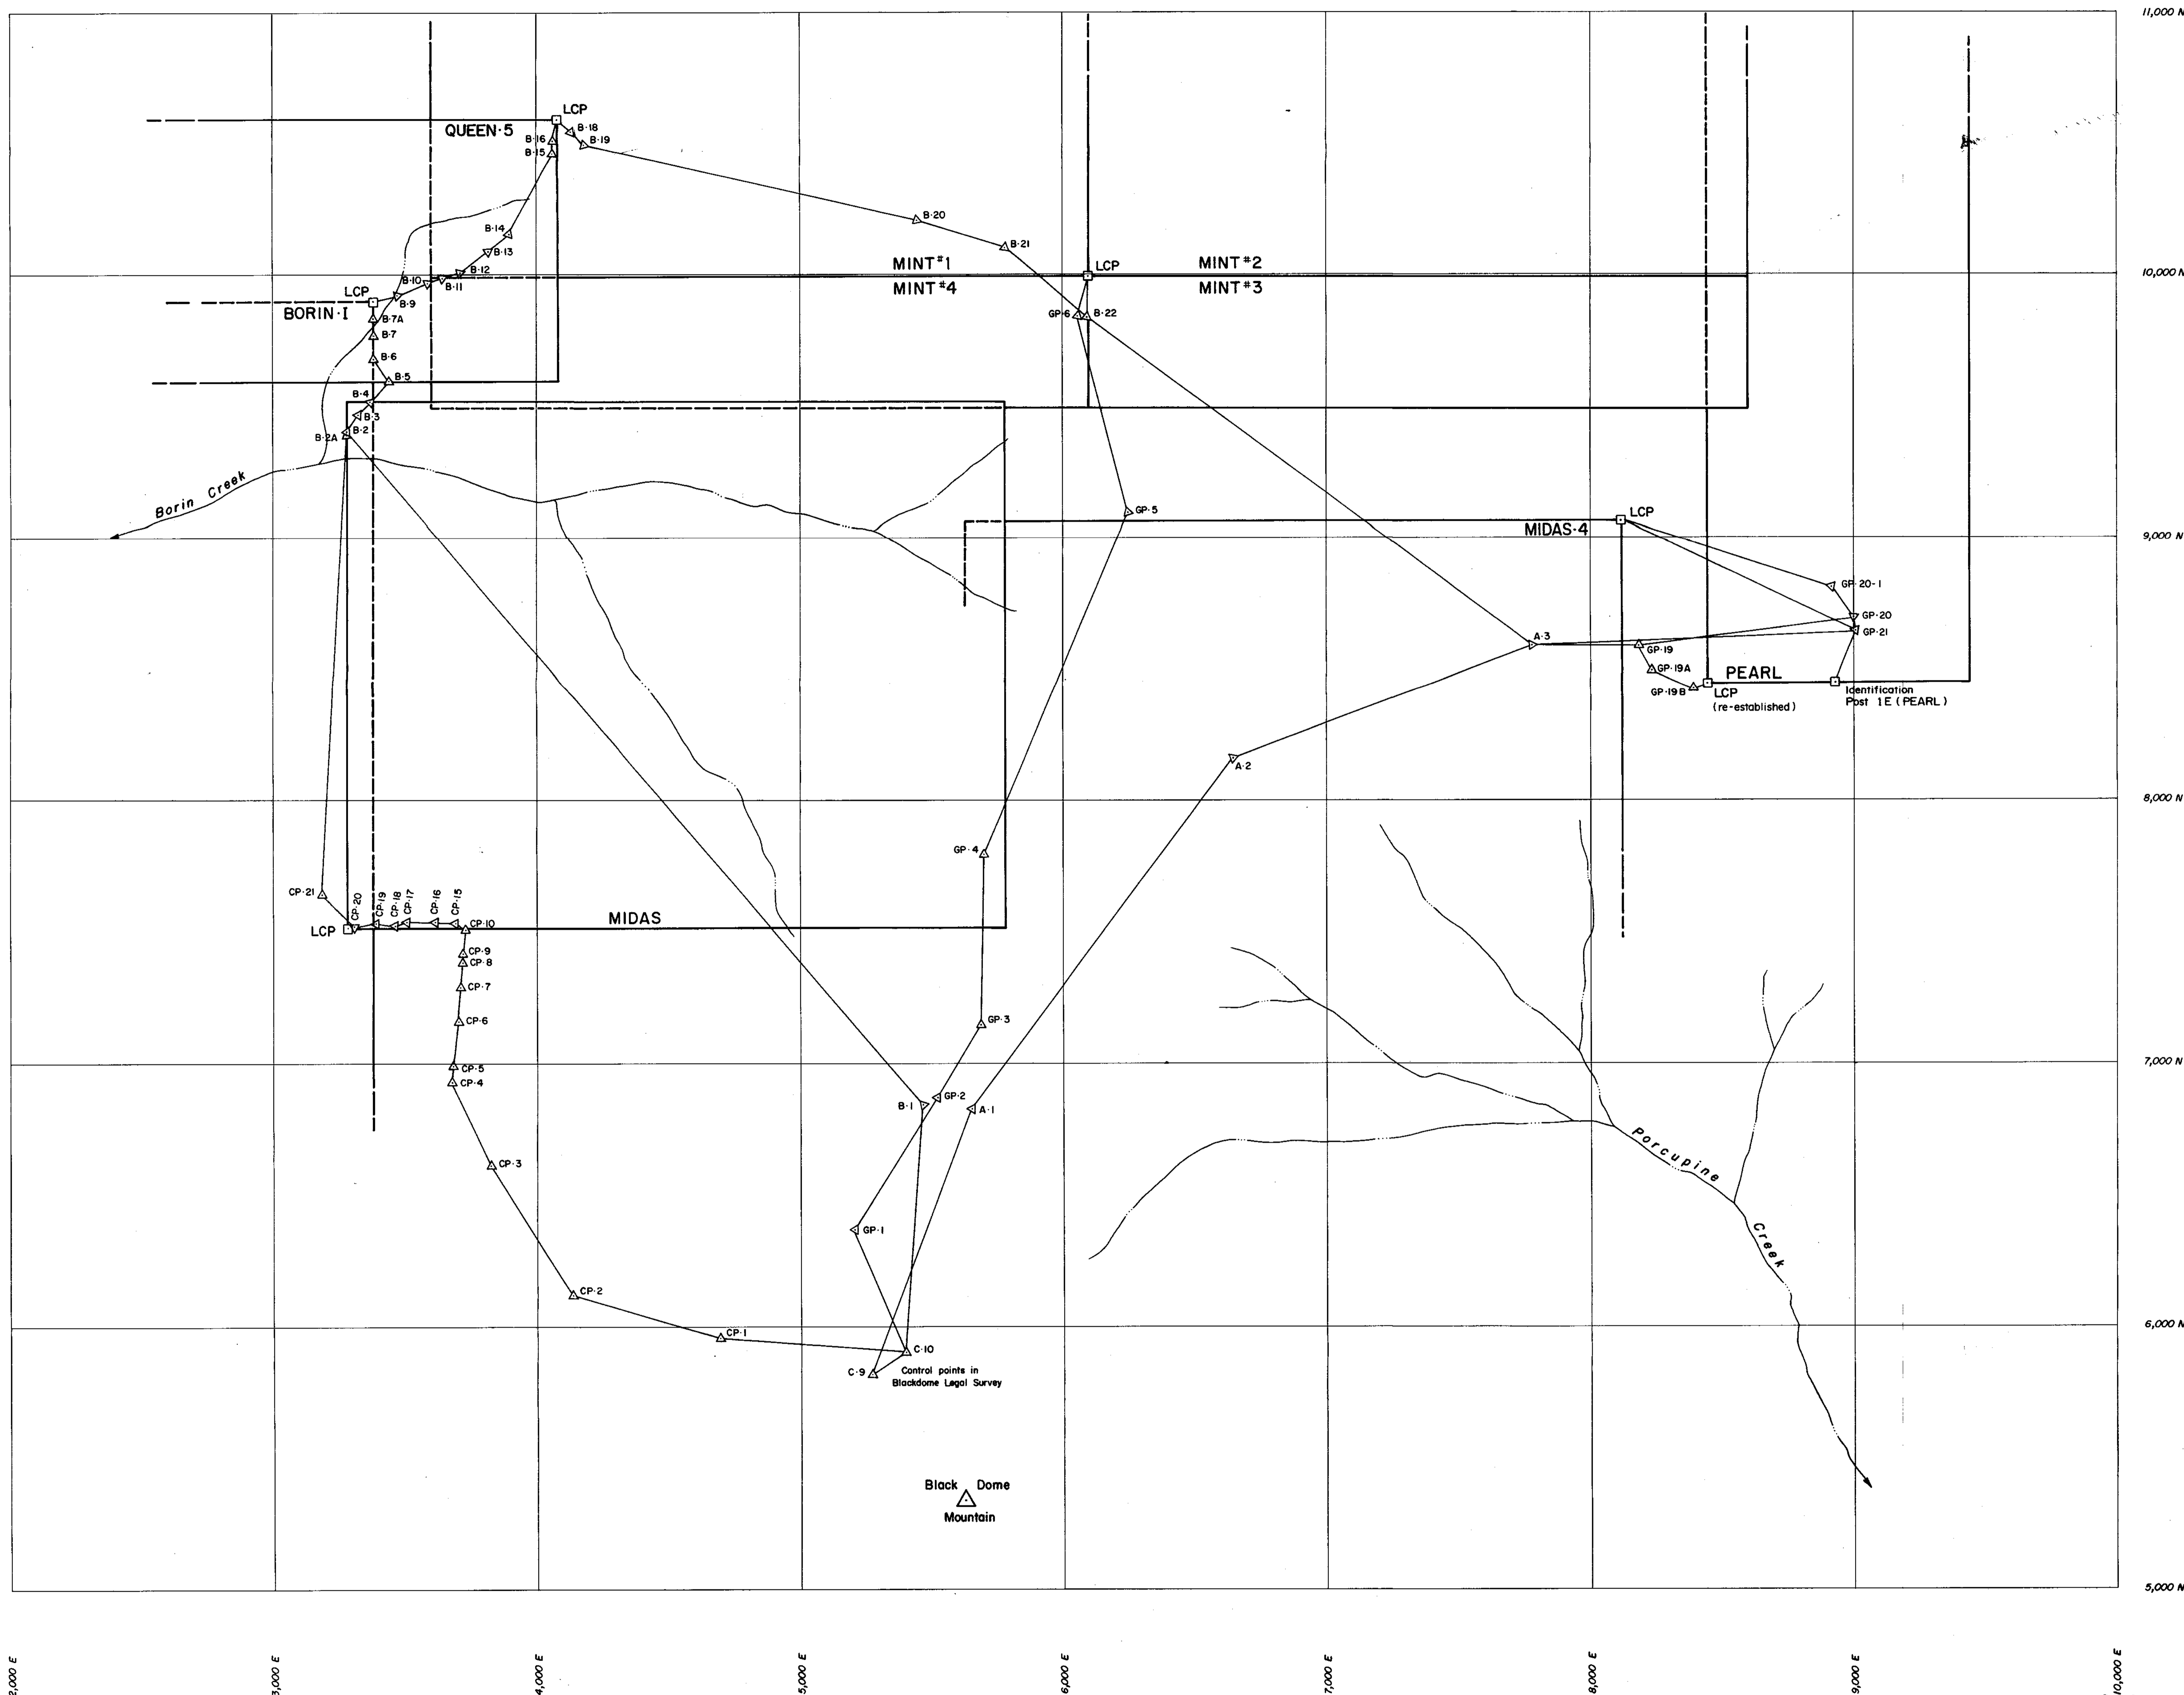 11,000 N
LCP
QUEEN·5
B·18
B·16
B·19
B·15
B·20
B·14
B·21
B·13
MINT #1
LCP
MINT #2
B·12
10,000 N
B·10
B·11
MINT #4
MINT #3
LCP
B·9
BORIN·I
B·7A
GP·6
B·22
B·7
B·6
B·5
B·4
B·3
B·2
B·2A
Borin Creek
GP·5
LCP
MIDAS·4
9,000 N
GP·20-1
GP·20
GP·21
A·3
GP·19
GP·19A
PEARL
GP·19B
LCP
(re-established)
Identification
Post 1E (PEARL)
A·2
8,000 N
GP·4
CP·21
CP·20
CP·19
CP·18
CP·17
CP·16
CP·15
CP·10
MIDAS
LCP
CP·9
CP·8
CP·7
GP·3
CP·6
7,000 N
CP·5
CP·4
GP·2
B·1
A·1
Porcupine
CP·3
GP·1
Creek
CP·2
6,000 N
CP·1
C·10
C·9
Control points in
Blackdome Legal Survey
Black Dome
Mountain
5,000 N
2,000 E
3,000 E
4,000 E
5,000 E
6,000 E
7,000 E
8,000 E
9,000 E
10,000 E